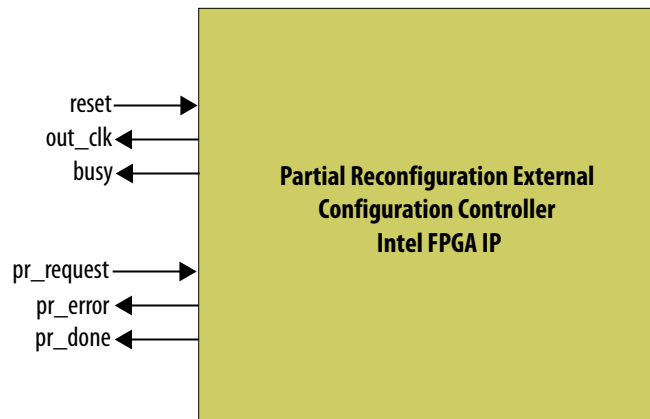 reset
out_clk
busy
Partial Reconfiguration External
Configuration Controller
Intel FPGA IP
pr_request
pr_error
pr_done